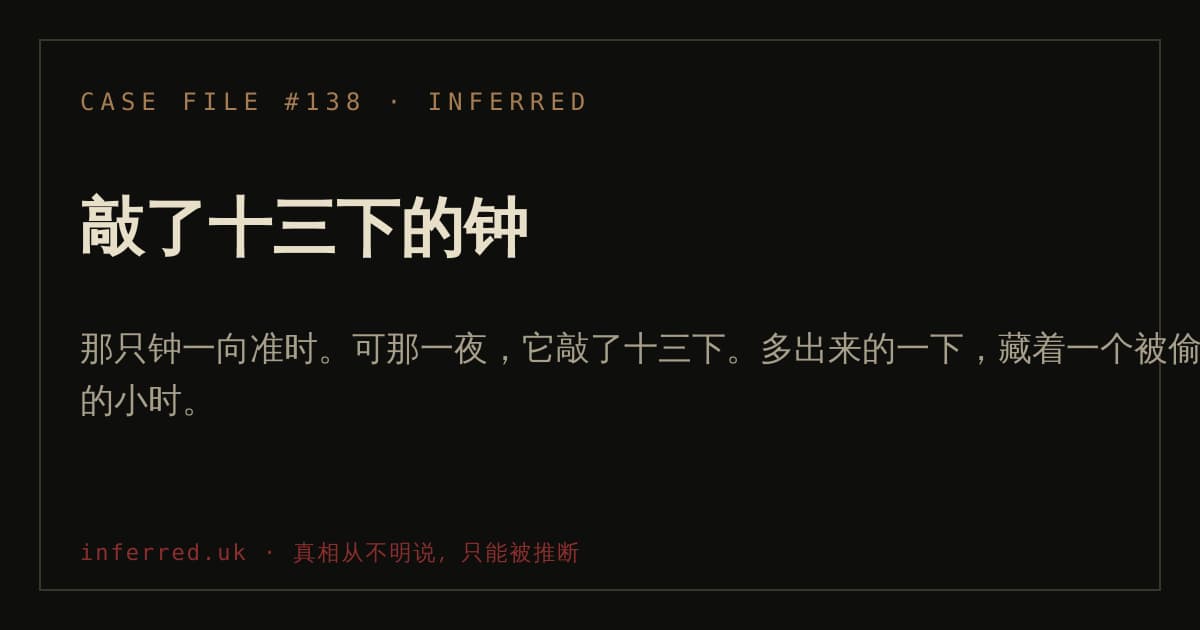 CASE FILE #138 · INFERRED
敲了十三下的钟
那只钟一向准时。可那一夜，它敲了十三下。多出来的一下，藏着一个被偷
的小时。
inferred.uk · 真相从不明说，只能被推断